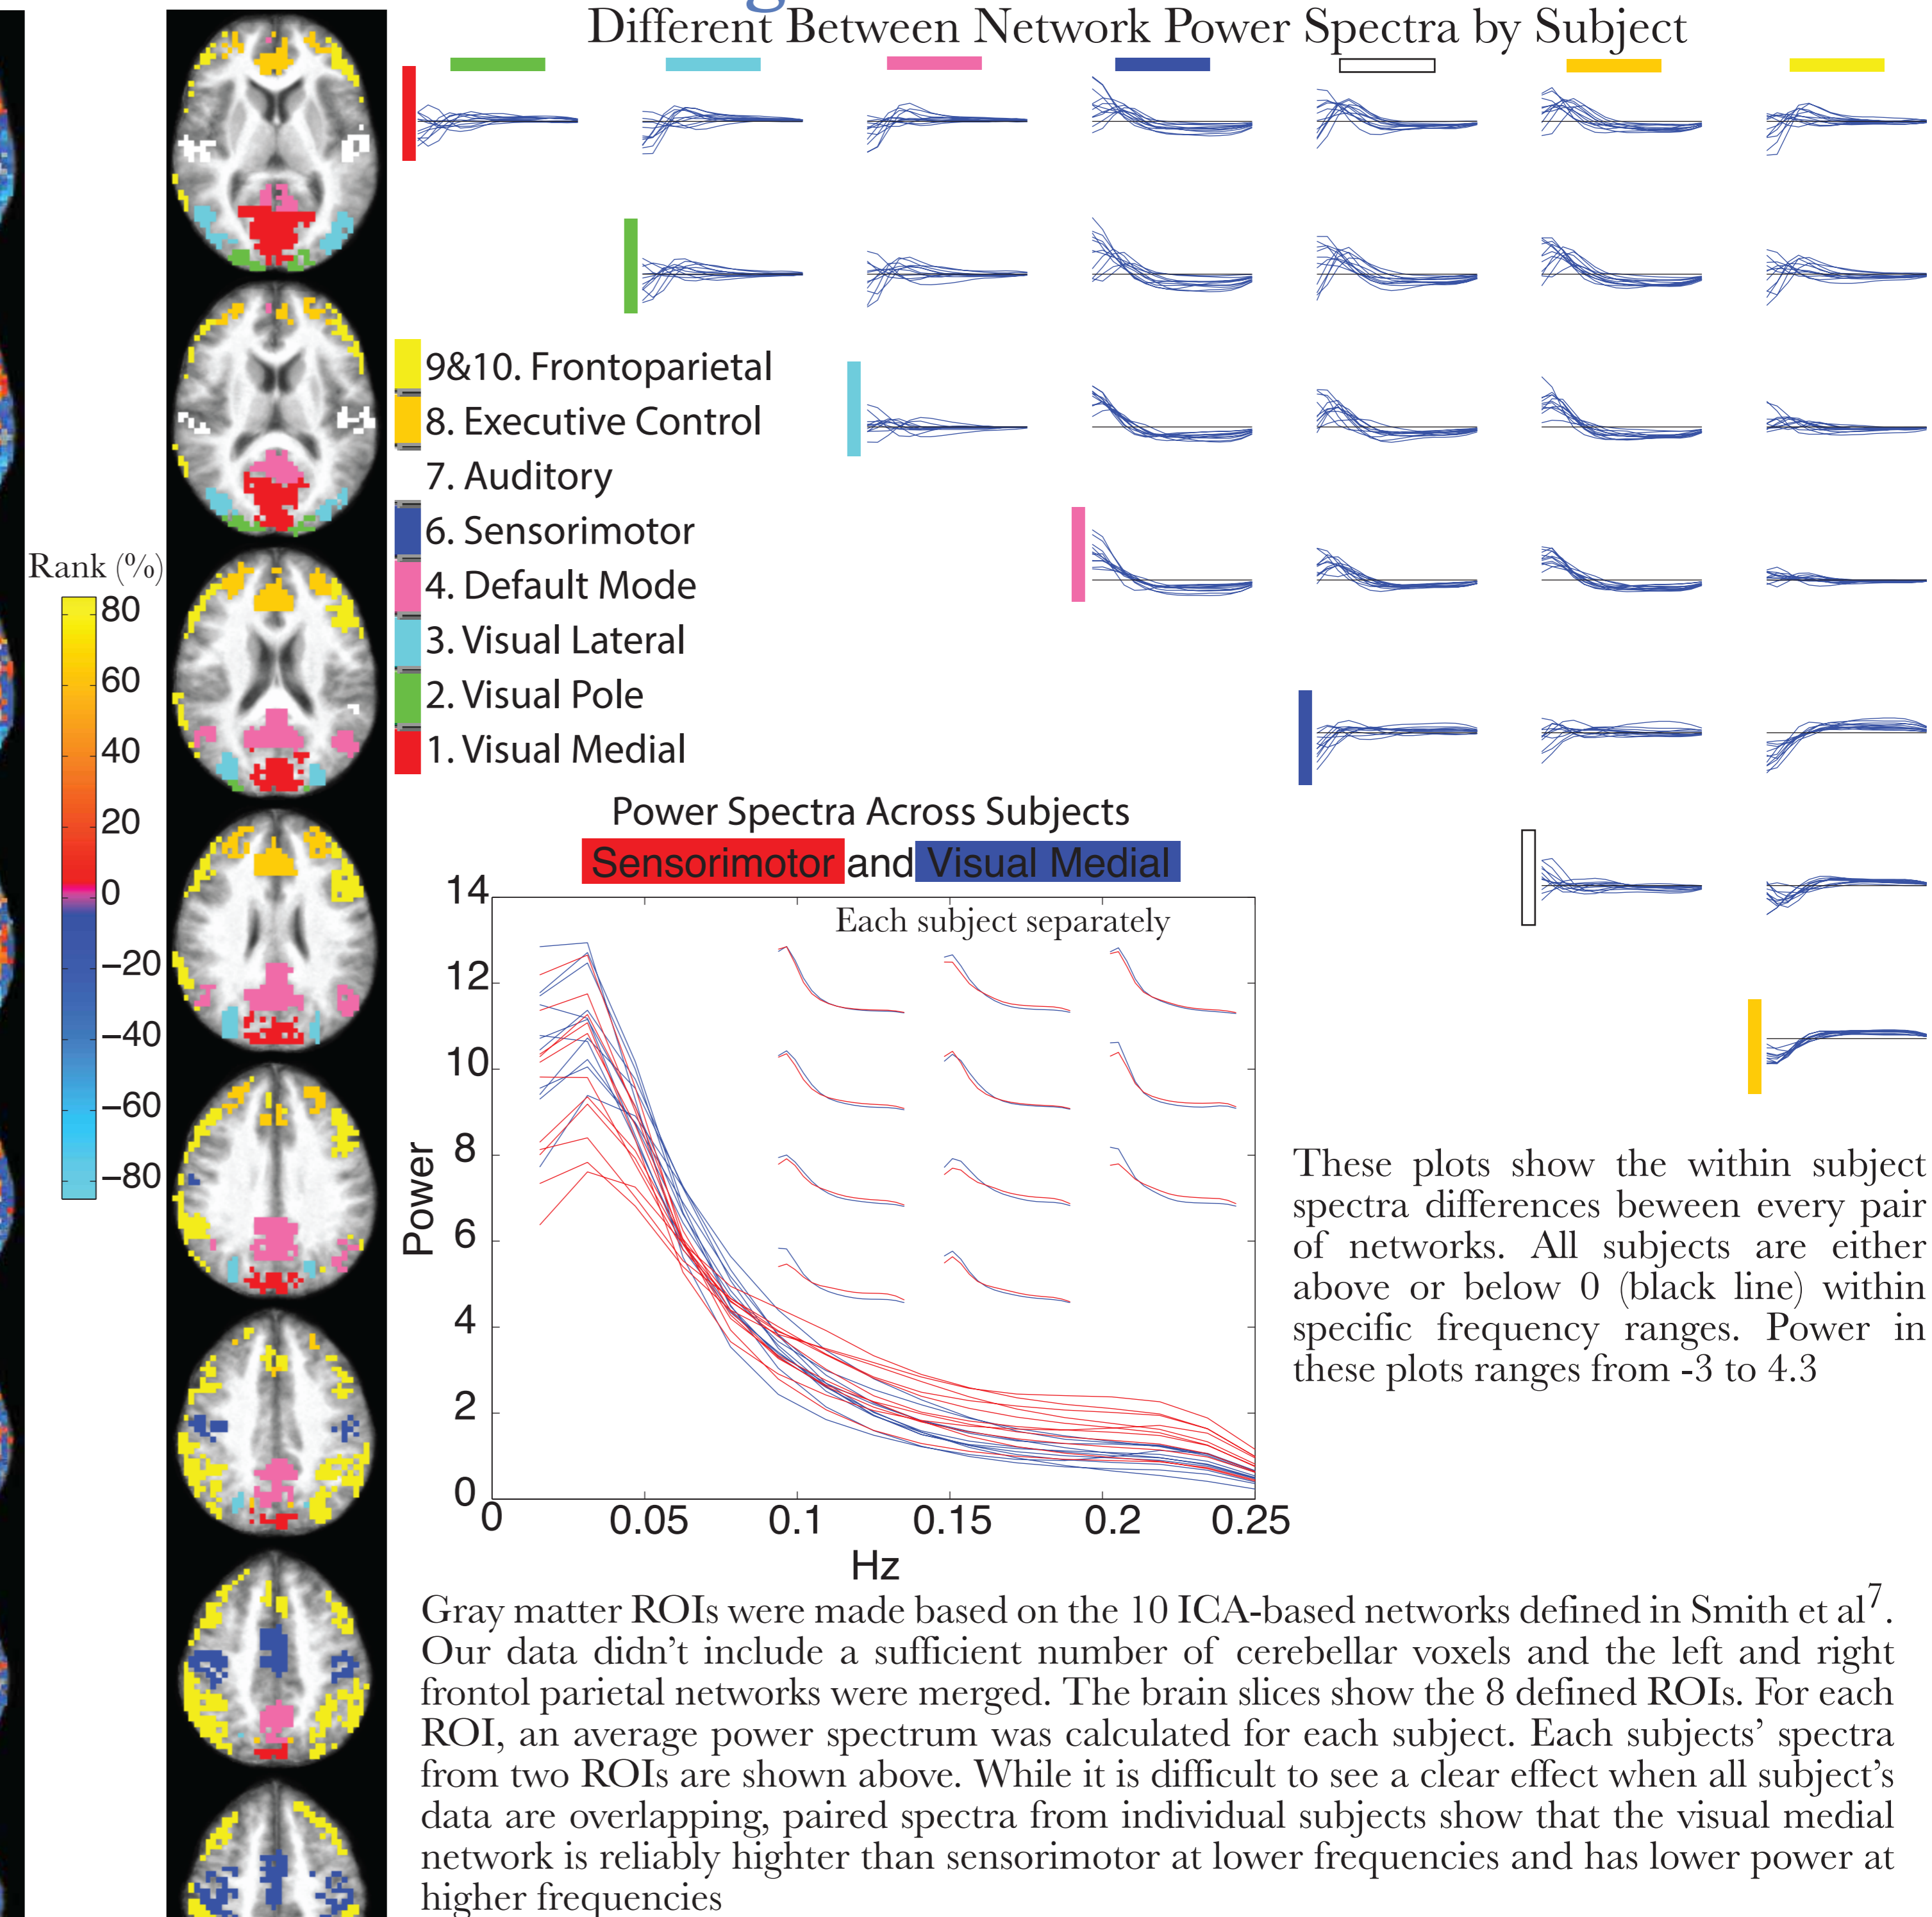 Different Between Network Power Spectra by Subject
9&10. Frontoparietal
8. Executive Control
7. Auditory
6. Sensorimotor
4. Default Mode
3. Visual Lateral
2. Visual Pole
1. Visual Medial
Rank (%)
80
60
40
20
0
−20
−40
−60
−80
Power Spectra Across Subjects
Sensorimotor and Visual Medial
Each subject separately
14
12
10
8
6
4
2
0
Power
0 0.05 0.1 0.15 0.2 0.25
Hz
These plots show the within subject
spectra differences beween every pair
of networks. All subjects are either
above or below 0 (black line) within
specific frequency ranges. Power in
these plots ranges from -3 to 4.3
Gray matter ROIs were made based on the 10 ICA-based networks defined in Smith et al7.
Our data didn't include a sufficient number of cerebellar voxels and the left and right
frontol parietal networks were merged. The brain slices show the 8 defined ROIs. For each
ROI, an average power spectrum was calculated for each subject. Each subjects' spectra
from two ROIs are shown above. While it is difficult to see a clear effect when all subject's
data are overlapping, paired spectra from individual subjects show that the visual medial
network is reliably highter than sensorimotor at lower frequencies and has lower power at
higher frequencies